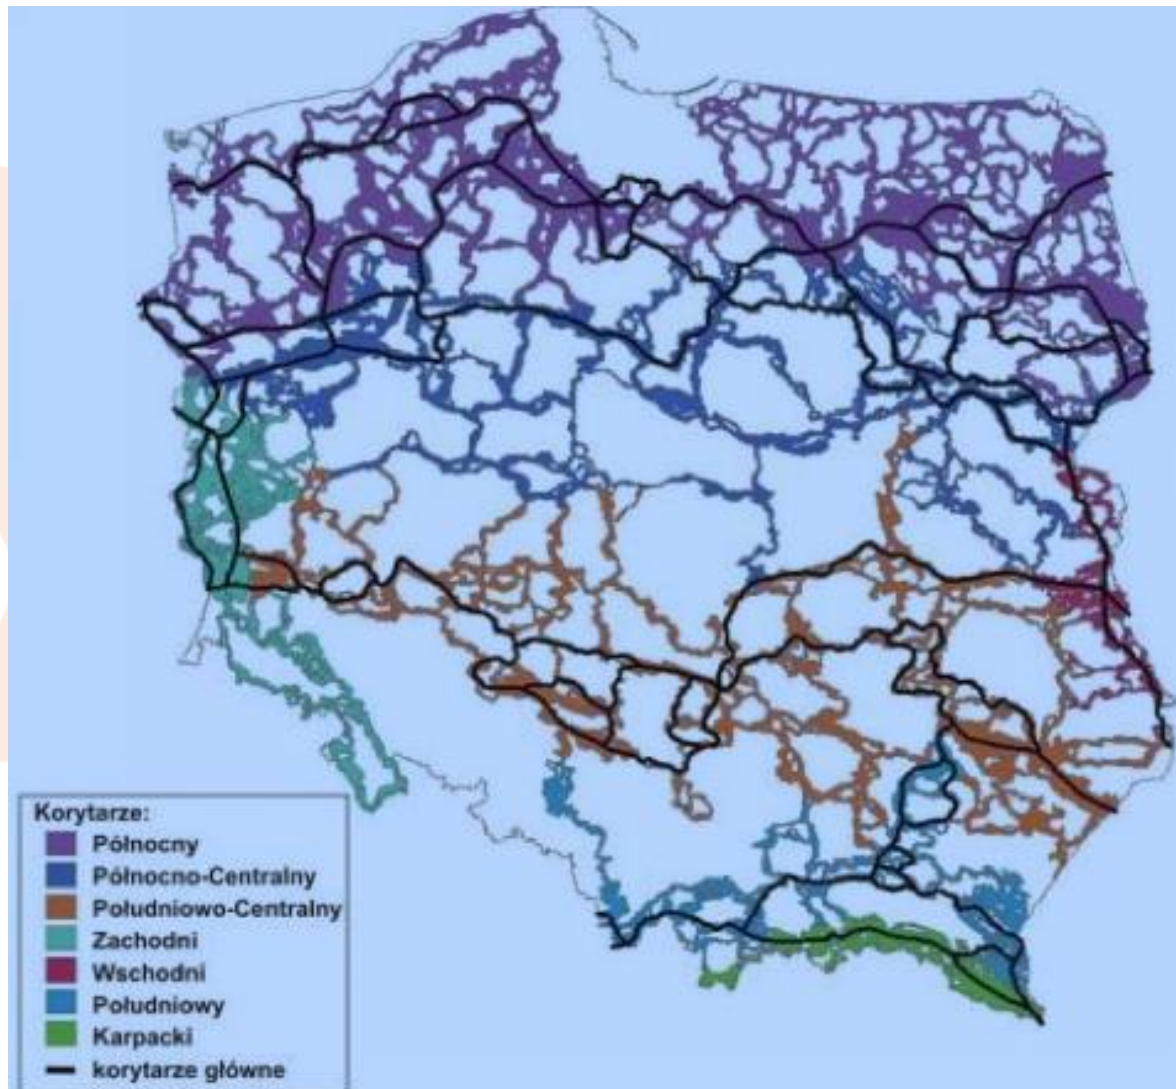 Korytarze:
Północny
Północno-Centralny
Południowo-Centralny
Zachodni
Wschodni
Południowy
Karpacki
korytarze główne